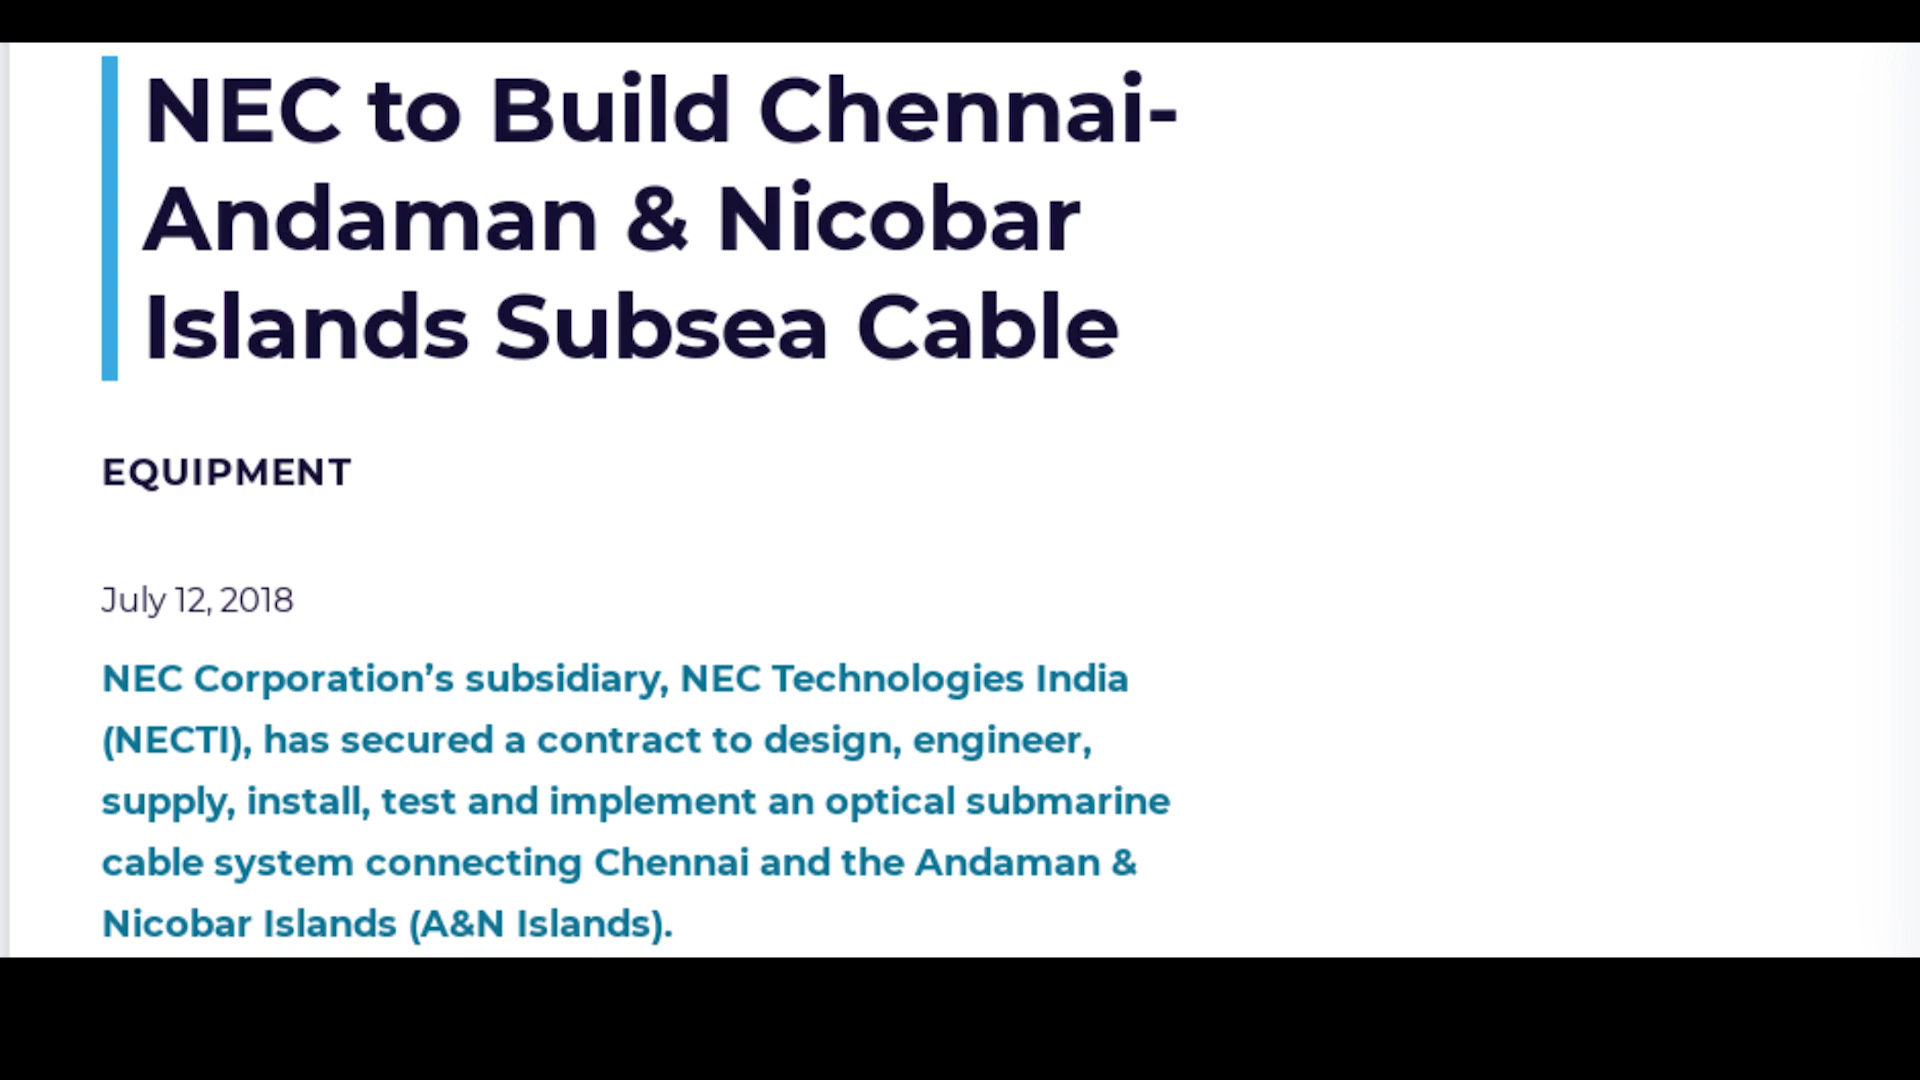 NEC to Build Chennai-
Andaman & Nicobar
Islands Subsea Cable
EQUIPMENT
July 12, 2018
NEC Corporation’s subsidiary, NEC Technologies India
(NECTI), has secured a contract to design, engineer,
supply, install, test and implement an optical submarine
cable system connecting Chennai and the Andaman &
Nicobar Islands (A&N Islands).